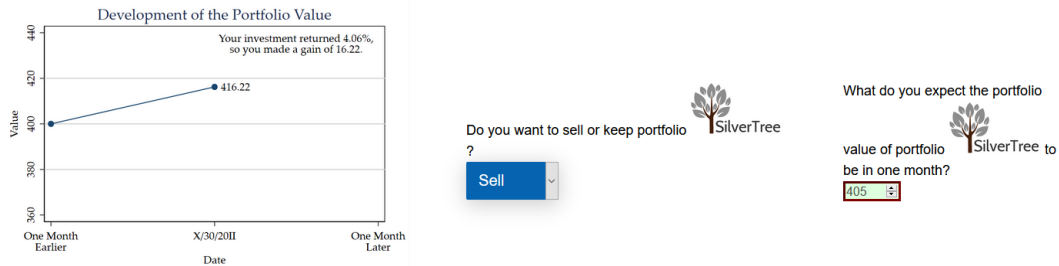 Development of the Portfolio Value
Your investment returned 4.06%,
so you made a gain of 16.22.
440
420
400
380
360
Value
416.22
One Month
Earlier
X/30/20II
One Month
Later
Date
Do you want to sell or keep portfolio SilverTree
?
Sell
What do you expect the portfolio
value of portfolio SilverTree to
be in one month?
405